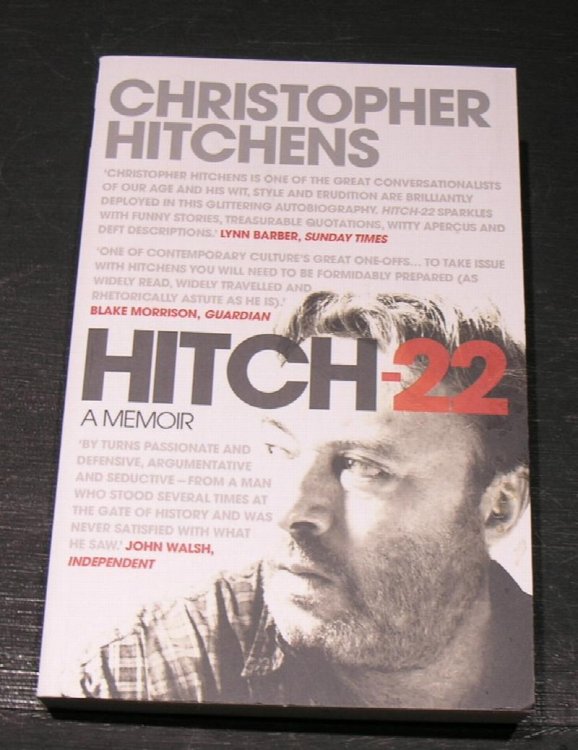 CHRISTOPHER
HITCHENS
'CHRISTOPHER HITCHENS IS ONE OF THE GREAT CONVERSATIONALISTS
OF OUR AGE AND HIS WIT, STYLE AND ERUDITION ARE BRILLIANTLY
DEPLOYED IN THIS GLITTERING AUTOBIOGRAPHY. HITCH-22 SPARKLES
WITH FUNNY STORIES, TREASURABLE QUOTATIONS, WITTY APERÇUS AND
DEFT DESCRIPTIONS.' LYNN BARBER, SUNDAY TIMES
'ONE OF CONTEMPORARY CULTURE'S GREAT ONE-OFFS... TO TAKE ISSUE
WITH HITCHENS YOU WILL NEED TO BE FORMIDABLY PREPARED (AS
WIDELY READ, WIDELY TRAVELLED AND
RHETORICALLY ASTUTE AS HE IS).'
BLAKE MORRISON, GUARDIAN
HITCH-22
A MEMOIR
'BY TURNS PASSIONATE AND
DEFENSIVE, ARGUMENTATIVE
AND SEDUCTIVE – FROM A MAN
WHO STOOD SEVERAL TIMES AT
THE GATE OF HISTORY AND WAS
NEVER SATISFIED WITH WHAT
HE SAW.' JOHN WALSH,
INDEPENDENT